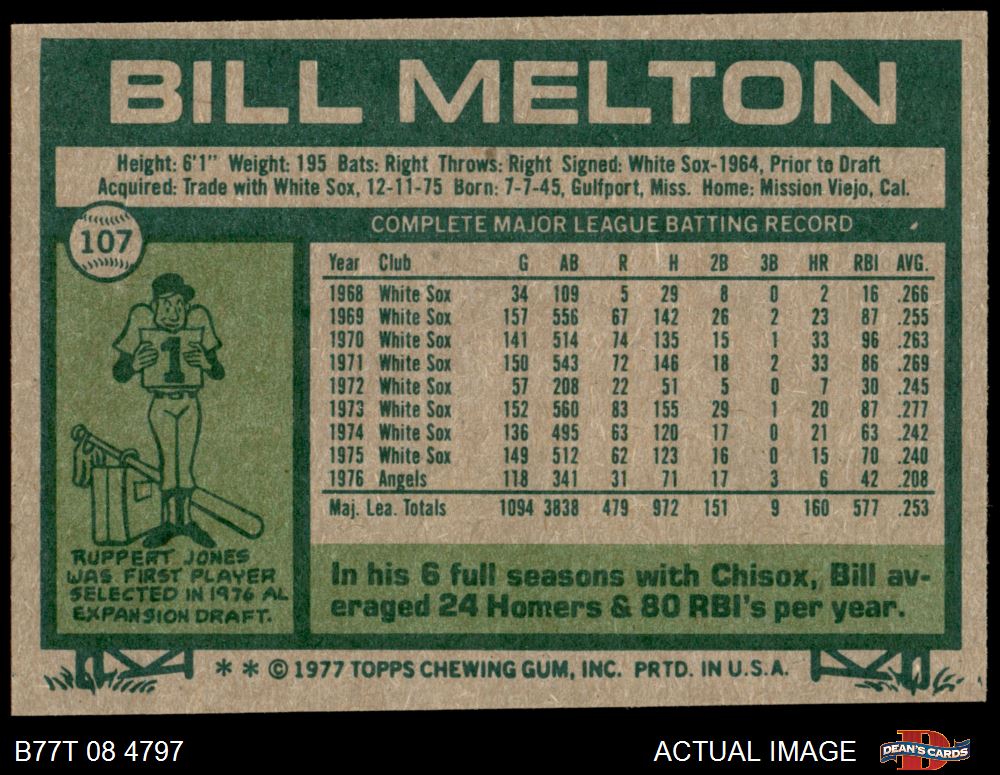 BILL MELTON
Height: 6'1" Weight: 195 Bats: Right Throws: Right Signed: White Sox-1964, Prior to Draft
Acquired: Trade with White Sox, 12-11-75 Born: 7-7-45, Gulfport, Miss. Home: Mission Viejo, Cal.
107
COMPLETE MAJOR LEAGUE BATTING RECORD
Year Club G AB R H 2B 3B HR RBI AVG.
1968 White Sox 34 109 5 29 8 0 2 16 .266
1969 White Sox 157 556 67 142 26 2 23 87 .255
1970 White Sox 141 514 74 135 15 1 33 96 .263
1971 White Sox 150 543 72 146 18 2 33 86 .269
1972 White Sox 57 208 22 51 5 0 7 30 .245
1973 White Sox 152 560 83 155 29 1 20 87 .277
1974 White Sox 136 495 63 120 17 0 21 63 .242
1975 White Sox 149 512 62 123 16 0 15 70 .240
1976 Angels 118 341 31 71 17 3 6 42 .208
Maj. Lea. Totals 1094 3838 479 972 151 9 160 577 .253
1
RUPPERT JONES
WAS FIRST PLAYER
SELECTED IN 1976 AL
EXPANSION DRAFT.
In his 6 full seasons with Chisox, Bill av-
eraged 24 Homers & 80 RBI's per year.
* * © 1977 TOPPS CHEWING GUM, INC. PRTD. IN U.S.A.
B77T 08 4797
ACTUAL IMAGE
D
DEAN'S CARDS